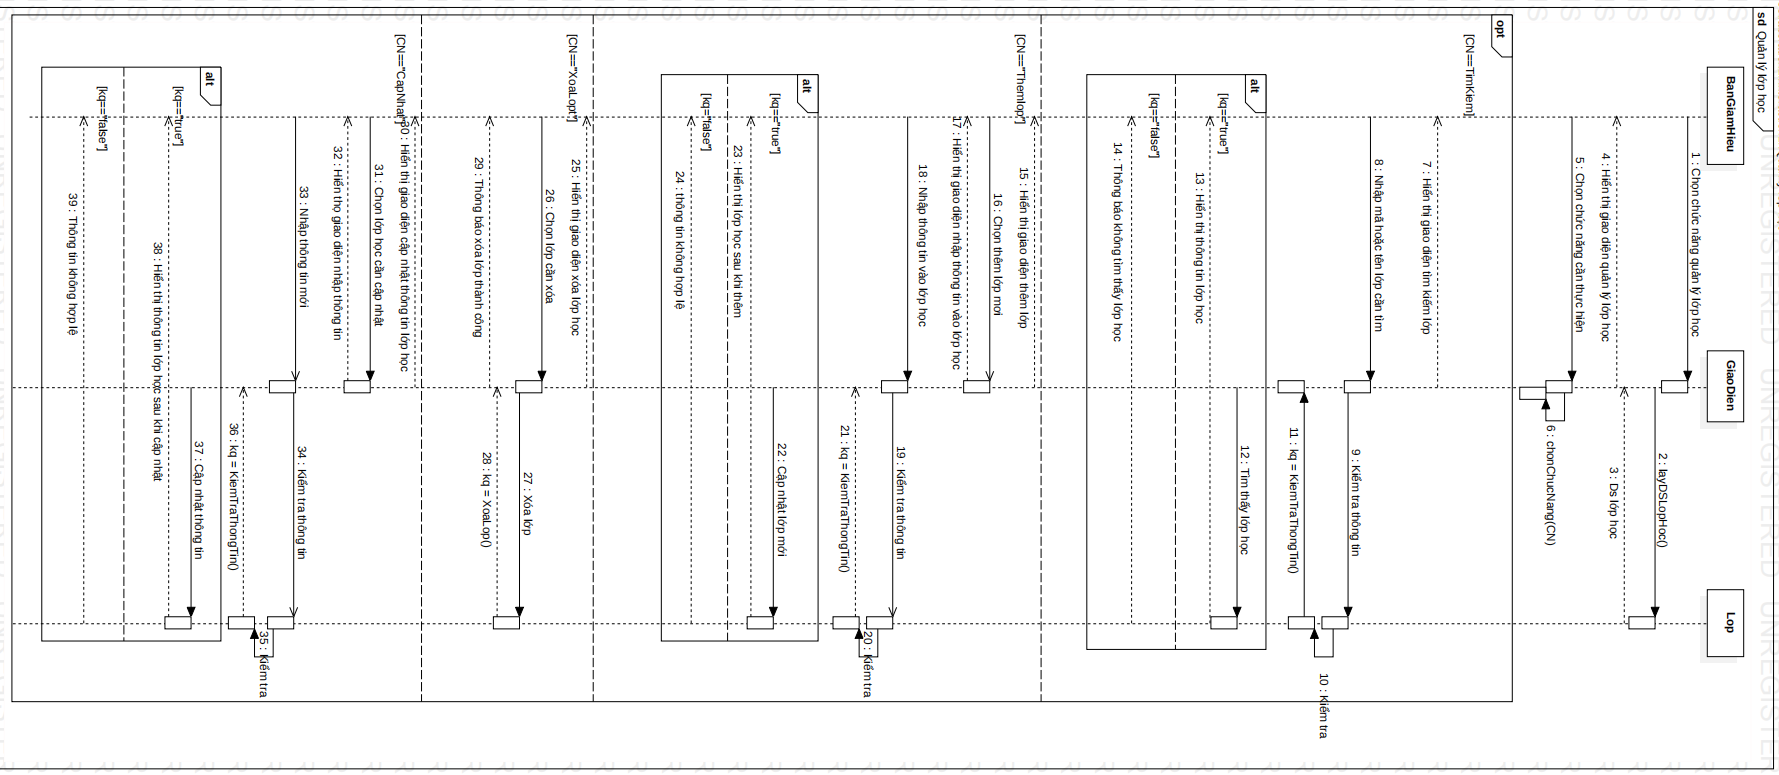 sd Quản lý lớp học
BanGiamHieu
GiaoDien
Lop
1 : Chọn chức năng quản lý lớp học
2 : layDSLopHoc()
3 : Ds lớp học
4 : Hiển thị giao diện quản lý lớp học
5 : Chọn chức năng cần thực hiện
6 : chonChucNang(CN)
opt
[CN==TimKiem]
7 : Hiển thị giao diện tìm kiếm lớp
8 : Nhập mã hoặc tên lớp cần tìm
9 : Kiểm tra thông tin
10 : Kiểm tra
11 : kq = KiemTraThongTin()
alt
[kq=="true"]
12 : Tìm thấy lớp học
13 : Hiển thị thông tin lớp học
[kq=="false"]
14 : Thông báo không tìm thấy lớp học
[CN=="Themlop"]
15 : Hiển thị giao diện thêm lớp
16 : Chọn thêm lớp mơi
17 : Hiển thị giao diện nhập thông tin vào lớp học
18 : Nhập thông tin vào lớp học
19 : Kiểm tra thông tin
20 : Kiểm tra
21 : kq = KiemTraThongTin()
alt
[kq=="true"]
22 : Cập nhật lớp mới
23 : Hiển thị lớp học sau khi thêm
[kq=="false"]
24 : thông tin không hợp lệ
[CN=="XoaLopt"]
25 : Hiển thị giao diện xóa lớp học
26 : Chọn lớp cần xóa
27 : Xóa lớp
28 : kq = XoaLop()
29 : Thông báo xóa lớp thành công
[CN=="CapNhat"]
30 : Hiển thị giao diện cập nhật thông tin lớp học
31 : Chọn lớp học cần cập nhật
32 : Hiển thọ giao diện nhập thông tin
33 : Nhập thông tin mới
34 : Kiểm tra thông tin
35 : Kiểm tra
36 : kq = KiemTraThongTin()
alt
[kq=="true"]
37 : Cập nhật thông tin
38 : Hiển thị thông tin lớp học sau khi cập nhật
[kq=="false"]
39 : Thông tin không hợp lệ
UNREGISTERED